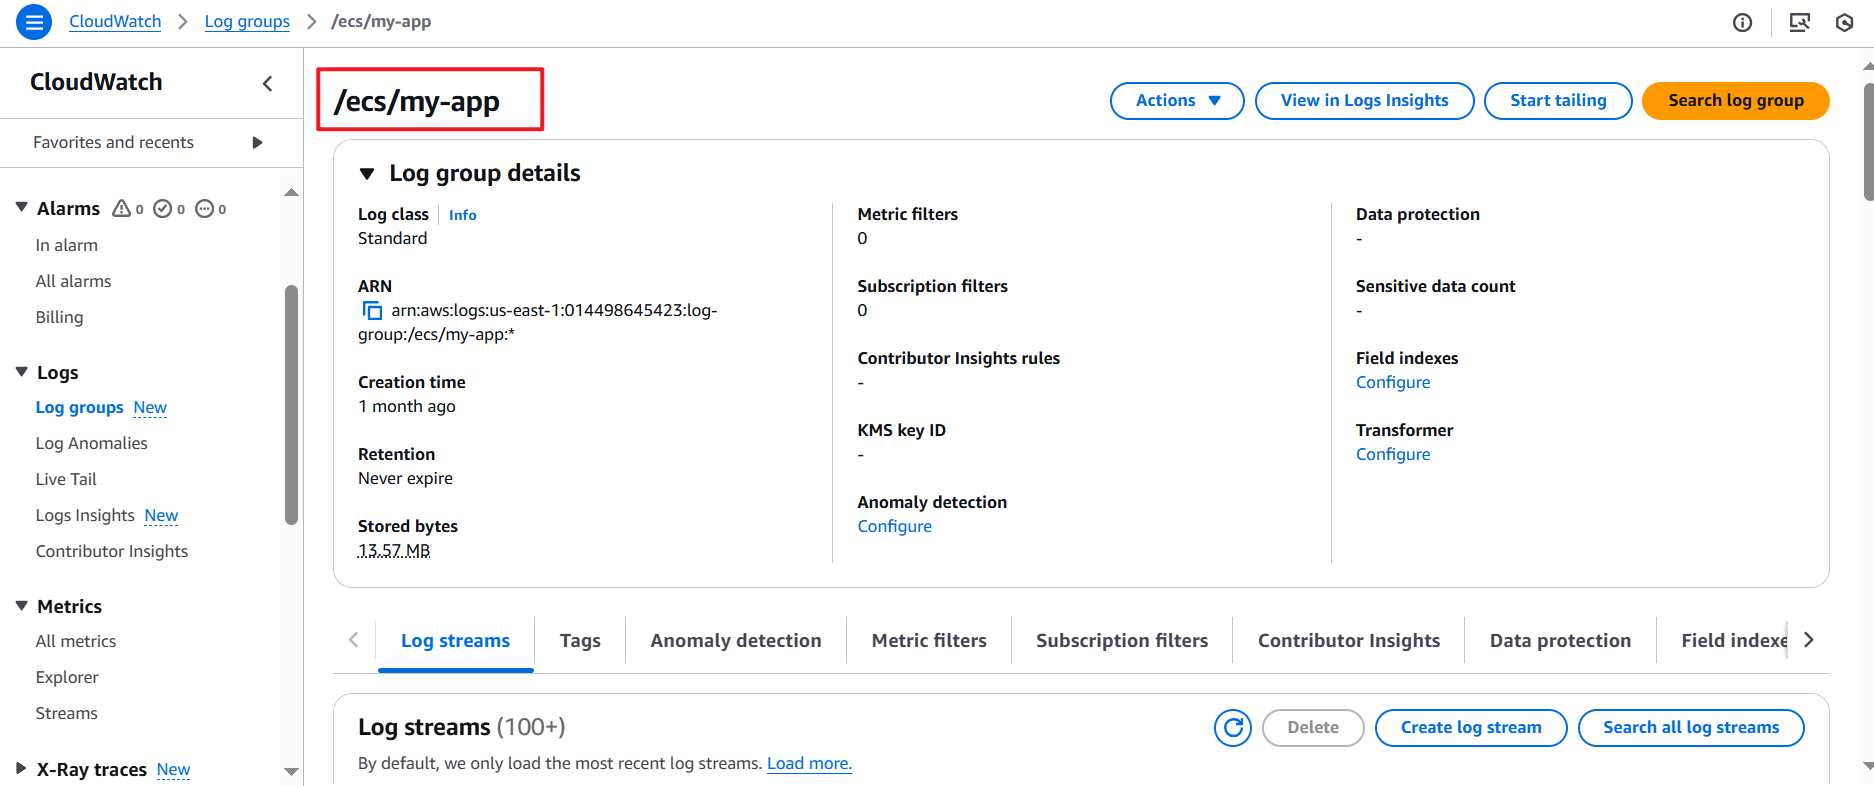 CloudWatch > Log groups > /ecs/my-app
CloudWatch
Favorites and recents
Alarms 0 0 0
In alarm
All alarms
Billing
Logs
Log groups New
Log Anomalies
Live Tail
Logs Insights New
Contributor Insights
Metrics
All metrics
Explorer
Streams
X-Ray traces New
/ecs/my-app
Actions
View in Logs Insights
Start tailing
Search log group
Log group details
Log class Info
Standard
ARN
arn:aws:logs:us-east-1:014498645423:log-
group:/ecs/my-app:*
Creation time
1 month ago
Retention
Never expire
Stored bytes
13.57 MB
Metric filters
0
Subscription filters
0
Contributor Insights rules
-
KMS key ID
-
Anomaly detection
Configure
Data protection
-
Sensitive data count
-
Field indexes
Configure
Transformer
Configure
Log streams
Tags
Anomaly detection
Metric filters
Subscription filters
Contributor Insights
Data protection
Field indexe
Log streams (100+)
Delete
Create log stream
Search all log streams
By default, we only load the most recent log streams. Load more.